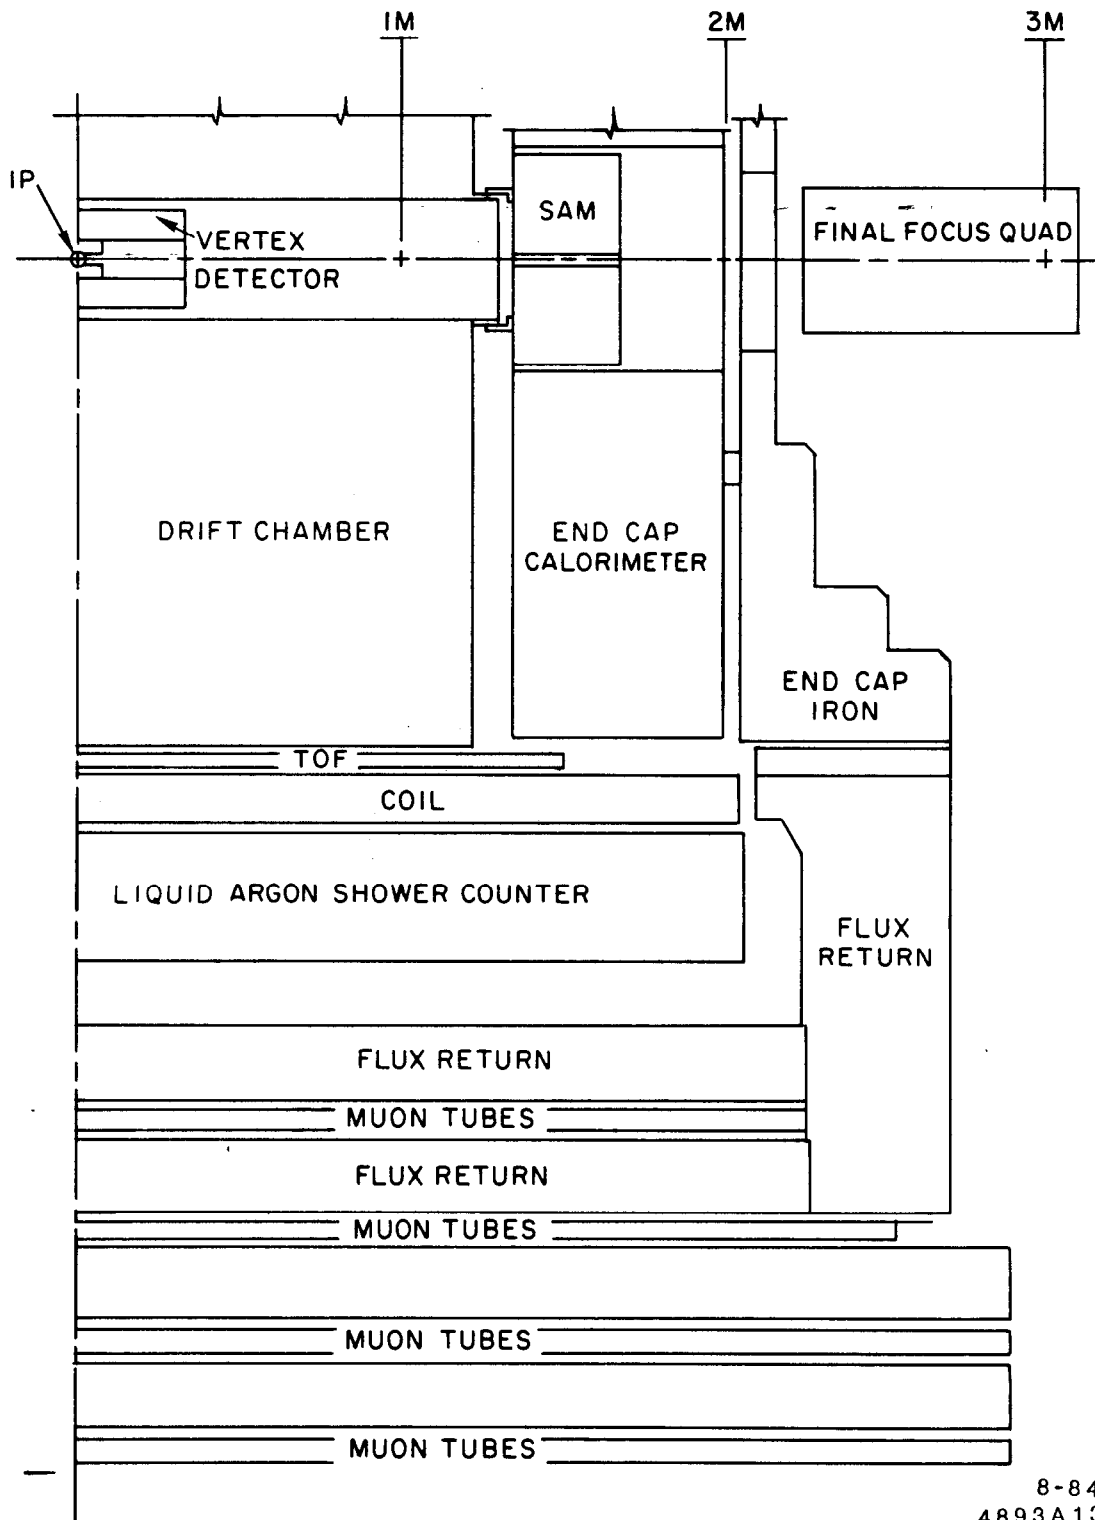 1M
2M
3M
IP
VERTEX
DETECTOR
SAM
FINAL FOCUS QUAD
DRIFT CHAMBER
END CAP
CALORIMETER
END CAP
IRON
TOF
COIL
LIQUID ARGON SHOWER COUNTER
FLUX
RETURN
FLUX RETURN
MUON TUBES
FLUX RETURN
MUON TUBES
MUON TUBES
MUON TUBES
8-84
4893A13